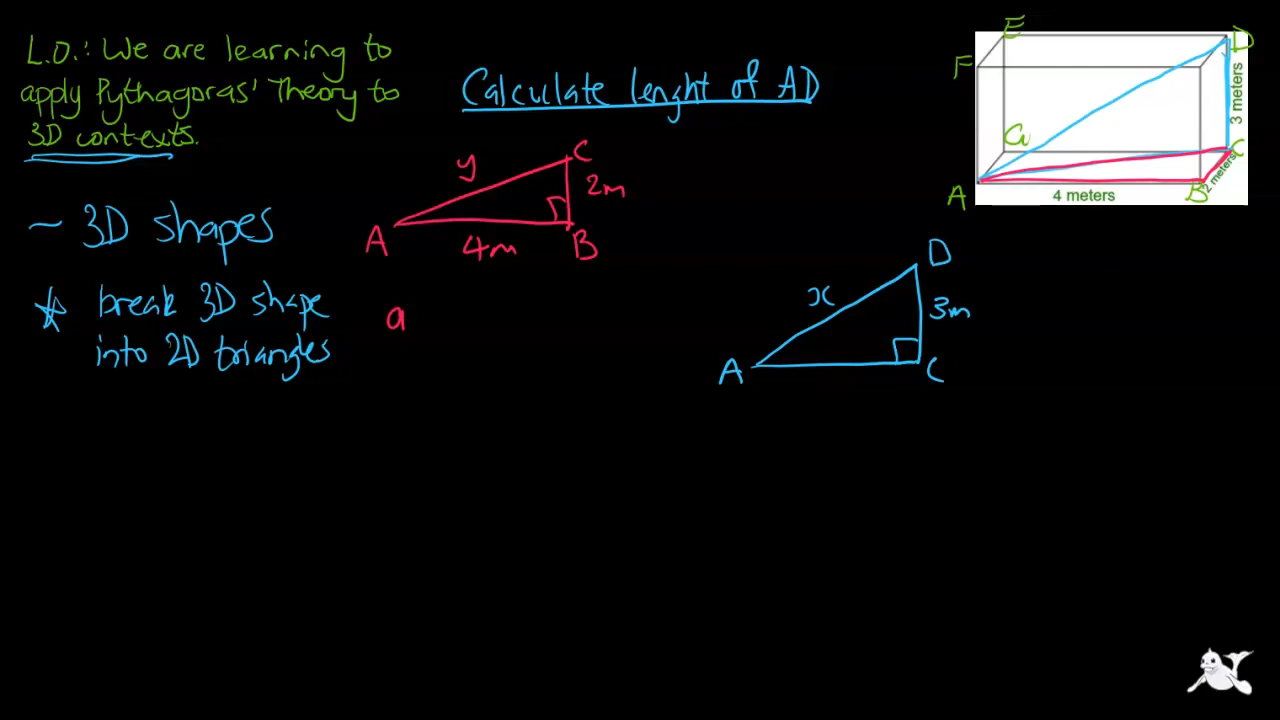 L.O.: We are learning to
apply Pythagoras' Theory to
3D contexts.
Calculate lenght of AD
~ 3D shapes
* break 3D shape
into 2D triangles
y
C
2m
A
4m
B
a
D
x
3m
A
C
E
D
F
3 meters
G
C
2 meters
A
4 meters
B